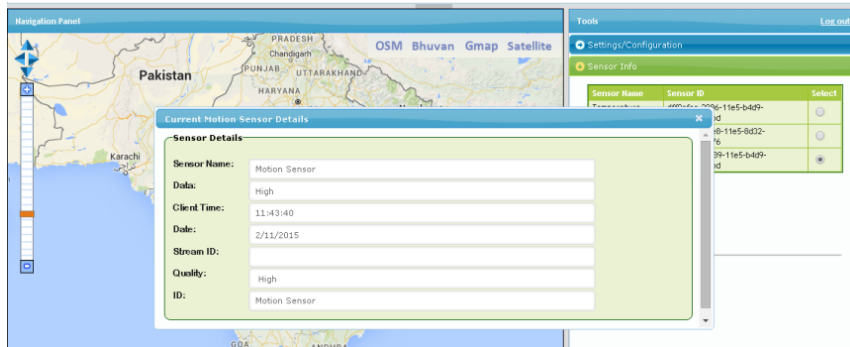 Navigation Panel
OSM Bhuvan Gmap Satellite
PRADESH
Chandigarh
PUNJAB
UTTARAKHAND
HARYANA
Pakistan
Karachi
GOA
Tools
Log out
Settings/Configuration
Sensor Info
Sensor Name Sensor ID Select
Current Motion Sensor Details
Sensor Details
Sensor Name: Motion Sensor
Data: High
Client Time: 11:43:40
Date: 2/11/2015
Stream ID:
Quality: High
ID: Motion Sensor